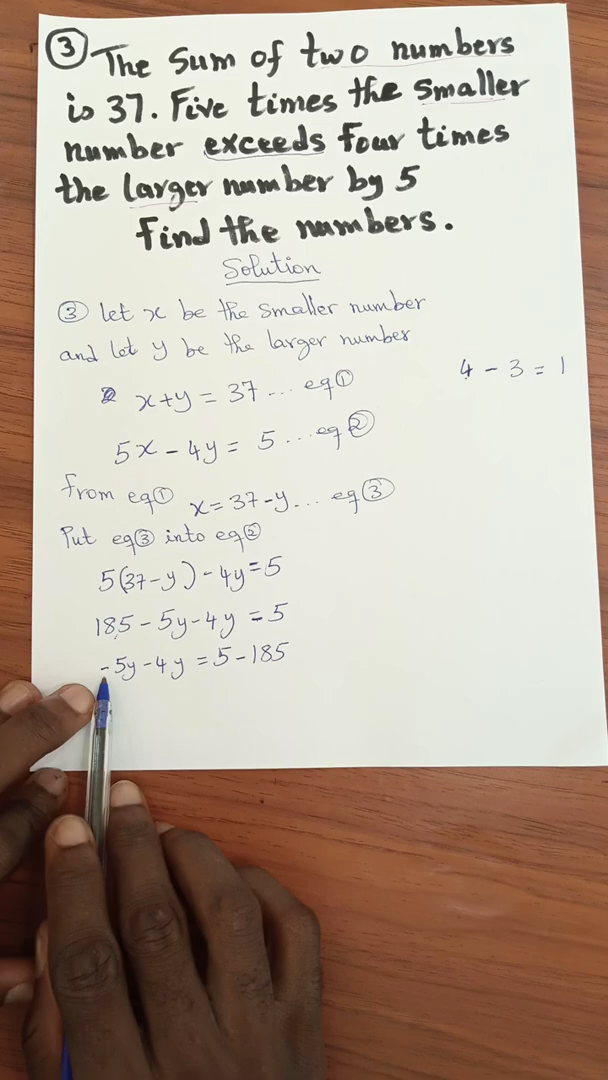 ③ The Sum of two numbers
is 37. Five times the smaller
number exceeds four times
the larger number by 5
Find the numbers.
Solution
③ let x be the smaller number
and let y be the larger number
4 - 3 = 1
x+y = 37 ... eq①
5x - 4y = 5 ... eq②
from eq① x=37-y... eq③
Put eq③ into eq②
5(37-y)-4y=5
185-5y-4y = 5
-5y-4y = 5-185